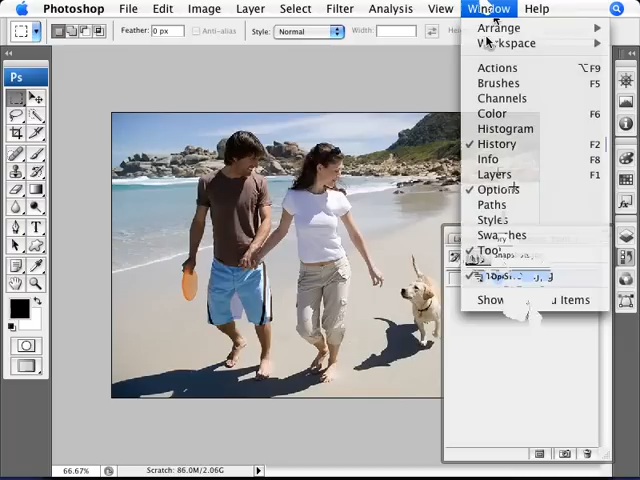 Photoshop File Edit Image Layer Select Filter Analysis View Window Help
Feather: 0 px Anti-alias Style: Normal Width:
Ps
Arrange
Workspace
Actions ⌥F9
Brushes F5
Channels
Color F6
Histogram
✓ History F2
Info F8
Layers F1
✓ Options
Paths
Styles
Swatches
✓ Tools
Show Items
66.67% Scratch: 86.0M/2.06G